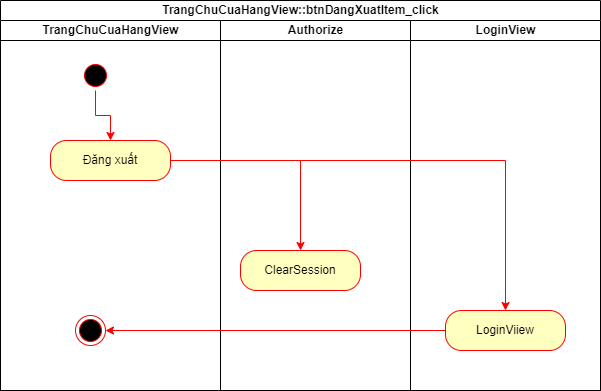 TrangChuCuaHangView::btnDangXuatItem_click
TrangChuCuaHangView
Authorize
LoginView
Đăng xuất
ClearSession
LoginViiew